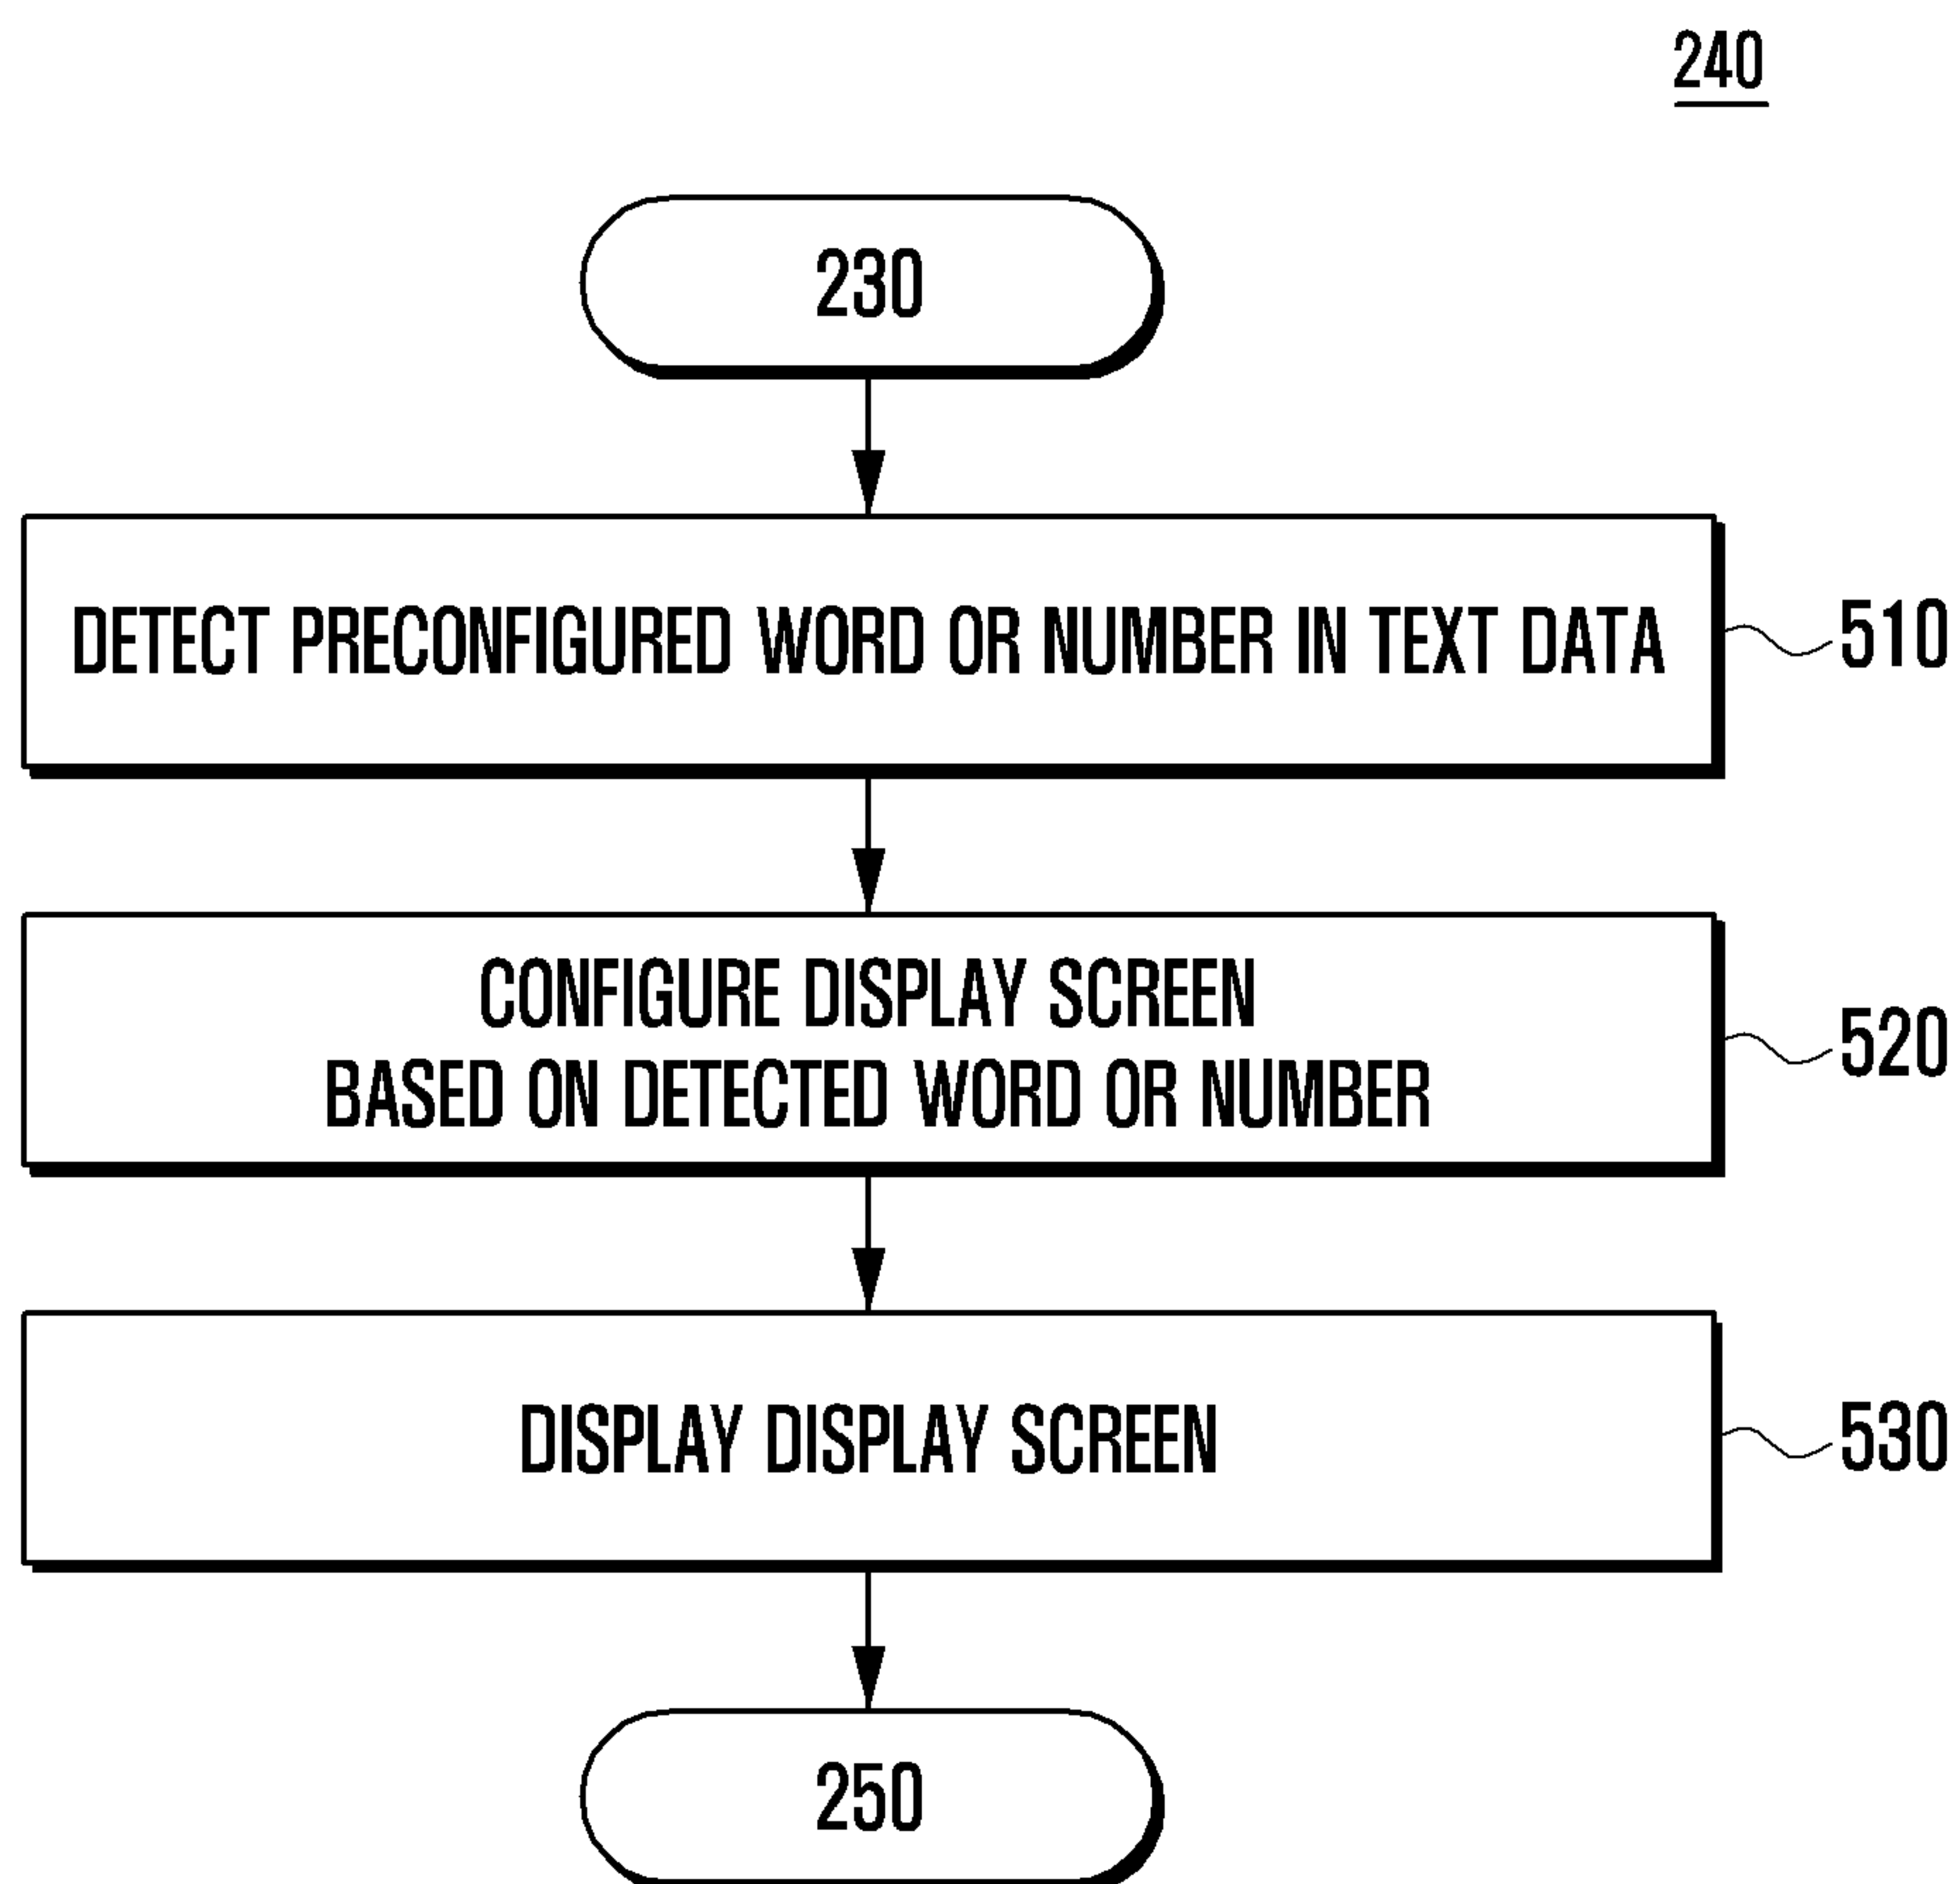 240
230
DETECT PRECONFIGURED WORD OR NUMBER IN TEXT DATA
510
CONFIGURE DISPLAY SCREEN
BASED ON DETECTED WORD OR NUMBER
520
DISPLAY DISPLAY SCREEN
530
250